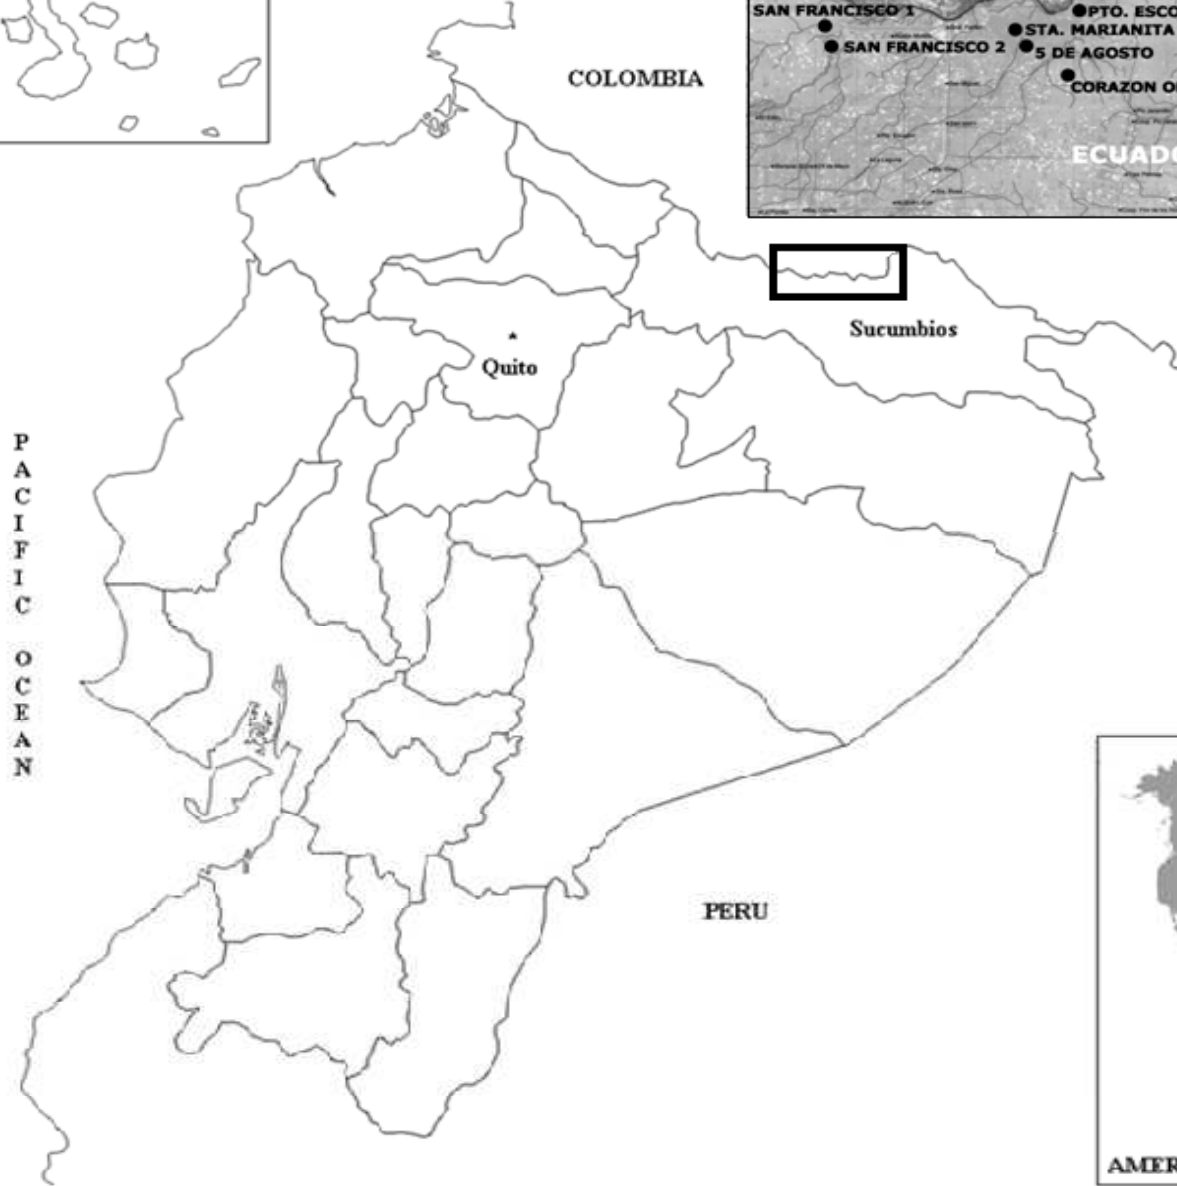 SAN FRANCISCO 1
PTO. ESCO
STA. MARIANITA
SAN FRANCISCO 2
5 DE AGOSTO
CORAZON O
ECUAD
COLOMBIA
Sucumbios
Quito
PACIFIC OCEAN
PERU
AMER